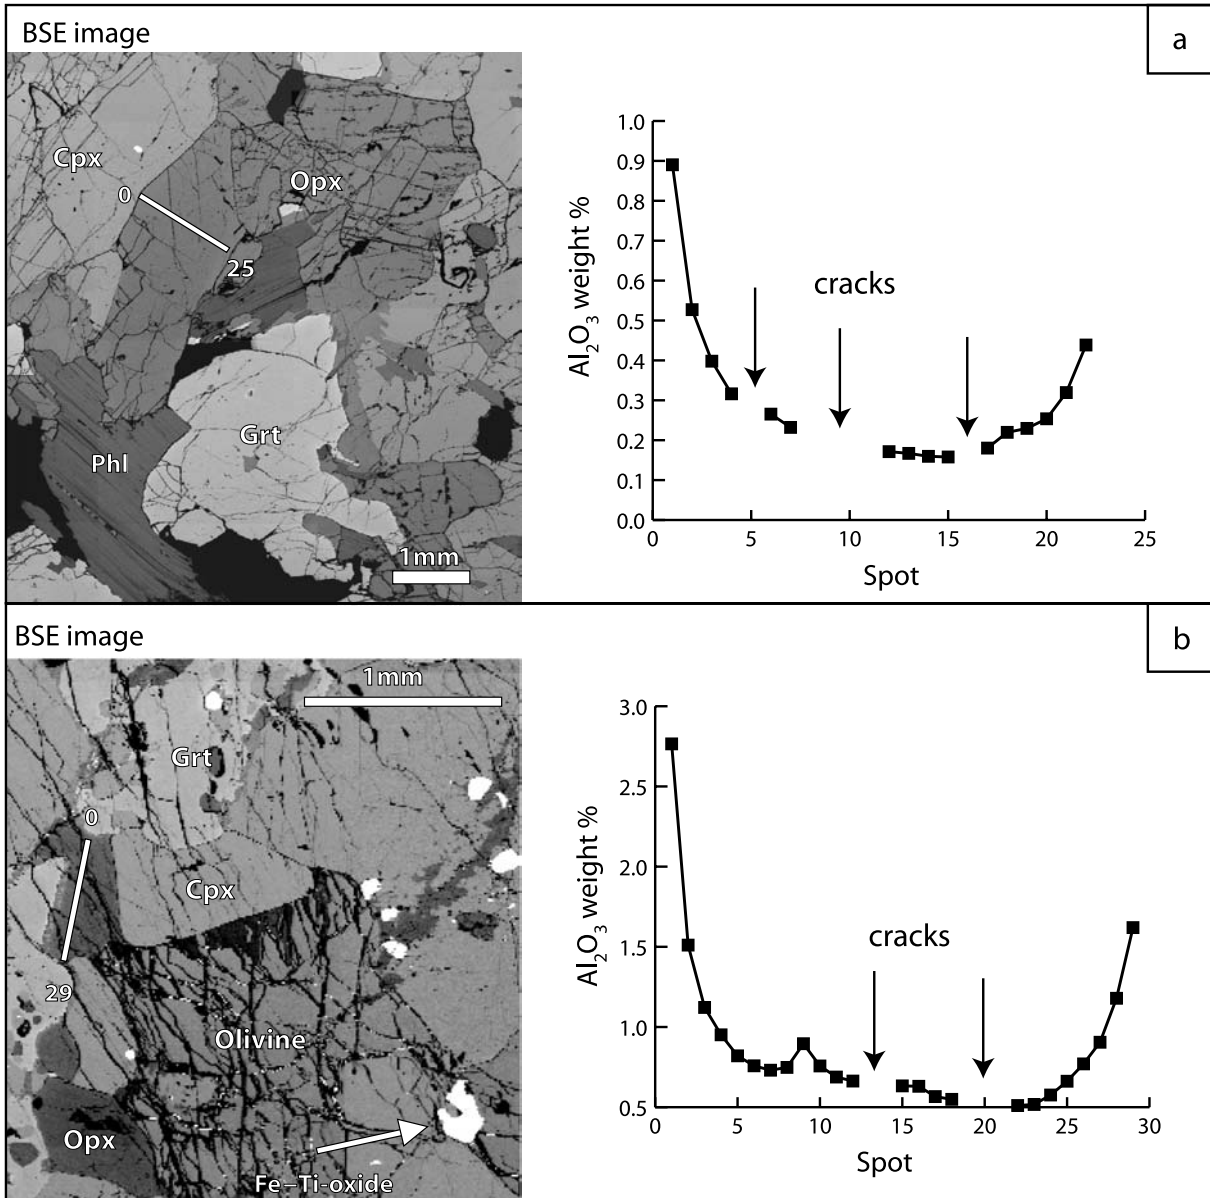 BSE image
a
Cpx
0
Opx
25
Grt
Phl
1mm
Al2O3 weight %
1.0
0.9
0.8
0.7
0.6
0.5
0.4
0.3
0.2
0.1
0.0
cracks
0 5 10 15 20 25
Spot
BSE image
b
1mm
Grt
0
Cpx
29
Olivine
Opx
Fe–Ti-oxide
Al2O3 weight %
3.0
2.5
2.0
1.5
1.0
0.5
cracks
0 5 10 15 20 25 30
Spot